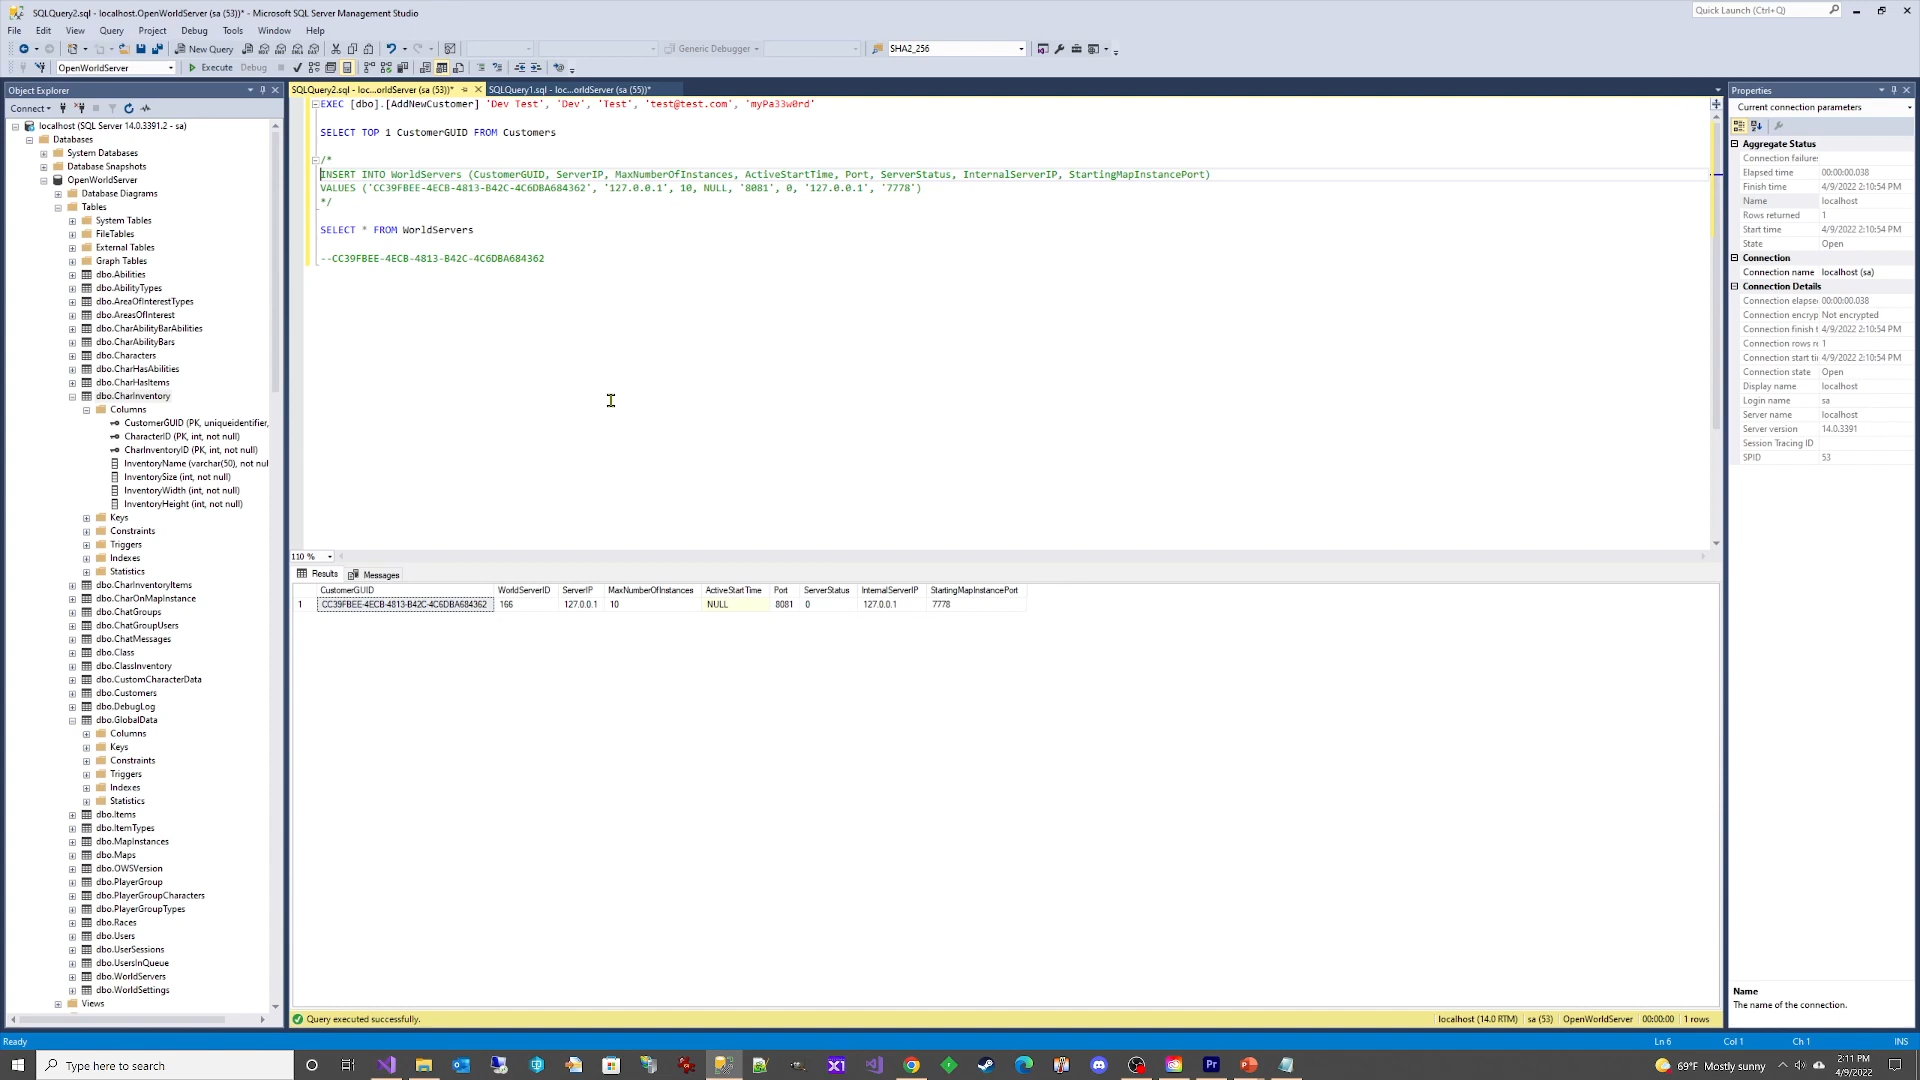 SQLQuery2.sql - localhost.OpenWorldServer (sa (53))* - Microsoft SQL Server Management Studio
Quick Launch (Ctrl+Q)
File Edit View Query Project Debug Tools Window Help
New Query
Generic Debugger
SHA2_256
OpenWorldServer
Execute
Debug
Object Explorer
Connect
localhost (SQL Server 14.0.3391.2 - sa)
Databases
System Databases
Database Snapshots
OpenWorldServer
Database Diagrams
Tables
System Tables
FileTables
External Tables
Graph Tables
dbo.Abilities
dbo.AbilityTypes
dbo.AreaOfInterestTypes
dbo.AreasOfInterest
dbo.CharAbilityBarAbilities
dbo.CharAbilityBars
dbo.Characters
dbo.CharHasAbilities
dbo.CharHasItems
dbo.CharInventory
Columns
CustomerGUID (PK, uniqueidentifier,
CharacterID (PK, int, not null)
CharInventoryID (PK, int, not null)
InventoryName (varchar(50), not nul
InventorySize (int, not null)
InventoryWidth (int, not null)
InventoryHeight (int, not null)
Keys
Constraints
Triggers
Indexes
Statistics
dbo.CharInventoryItems
dbo.CharOnMapInstance
dbo.ChatGroups
dbo.ChatGroupUsers
dbo.ChatMessages
dbo.Class
dbo.ClassInventory
dbo.CustomCharacterData
dbo.Customers
dbo.DebugLog
dbo.GlobalData
Columns
Keys
Constraints
Triggers
Indexes
Statistics
dbo.Items
dbo.ItemTypes
dbo.MapInstances
dbo.Maps
dbo.OWSVersion
dbo.PlayerGroup
dbo.PlayerGroupCharacters
dbo.PlayerGroupTypes
dbo.Races
dbo.Users
dbo.UserSessions
dbo.UsersInQueue
dbo.WorldServers
dbo.WorldSettings
Views
SQLQuery2.sql - loc...orldServer (sa (53))*
SQLQuery1.sql - loc...orldServer (sa (55))*
EXEC [dbo].[AddNewCustomer] 'Dev Test', 'Dev', 'Test', 'test@test.com', 'myPa33w0rd'
SELECT TOP 1 CustomerGUID FROM Customers
/*
INSERT INTO WorldServers (CustomerGUID, ServerIP, MaxNumberOfInstances, ActiveStartTime, Port, ServerStatus, InternalServerIP, StartingMapInstancePort)
VALUES ('CC39FBEE-4ECB-4813-B42C-4C6DBA684362', '127.0.0.1', 10, NULL, '8081', 0, '127.0.0.1', '7778')
*/
SELECT * FROM WorldServers
--CC39FBEE-4ECB-4813-B42C-4C6DBA684362
110 %
Results
Messages
CustomerGUID WorldServerID ServerIP MaxNumberOfInstances ActiveStartTime Port ServerStatus InternalServerIP StartingMapInstancePort
1 CC39FBEE-4ECB-4813-B42C-4C6DBA684362 166 127.0.0.1 10 NULL 8081 0 127.0.0.1 7778
Query executed successfully.
localhost (14.0 RTM) sa (53) OpenWorldServer 00:00:00 1 rows
Properties
Current connection parameters
Aggregate Status
Connection failures
Elapsed time 00:00:00.038
Finish time 4/9/2022 2:10:54 PM
Name localhost
Rows returned 1
Start time 4/9/2022 2:10:54 PM
State Open
Connection
Connection name localhost (sa)
Connection Details
Connection elapse 00:00:00.038
Connection encryp Not encrypted
Connection finish t 4/9/2022 2:10:54 PM
Connection rows re 1
Connection start ti 4/9/2022 2:10:54 PM
Connection state Open
Display name localhost
Login name sa
Server name localhost
Server version 14.0.3391
Session Tracing ID
SPID 53
Name
The name of the connection.
Ready
Ln 6 Col 1 Ch 1 INS
Type here to search
X1
Pr
69°F Mostly sunny
2:11 PM
4/9/2022